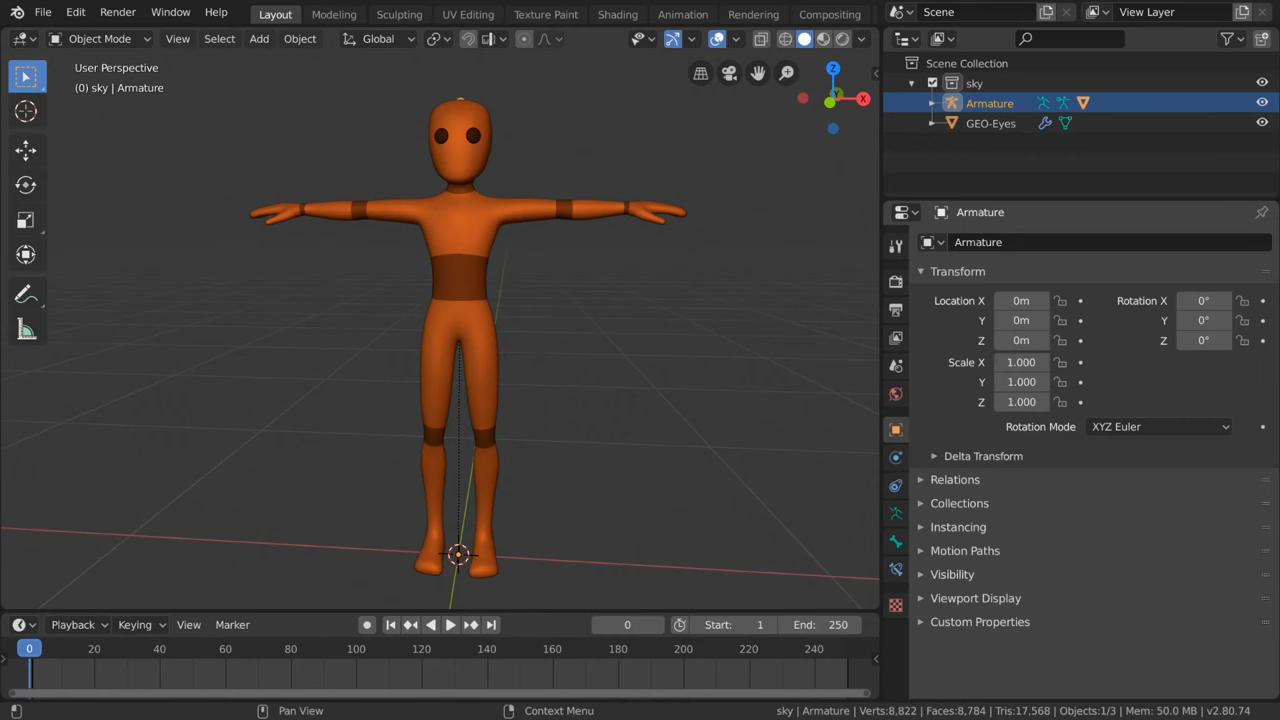 File Edit Render Window Help Layout Modeling Sculpting UV Editing Texture Paint Shading Animation Rendering Compositing Scene View Layer
Object Mode View Select Add Object Global
User Perspective
(0) sky | Armature
Z
Y
X
Scene Collection
sky
Armature
GEO-Eyes
Armature
Armature
Transform
Location X 0m Rotation X 0°
Y 0m Y 0°
Z 0m Z 0°
Scale X 1.000
Y 1.000
Z 1.000
Rotation Mode XYZ Euler
Delta Transform
Relations
Collections
Instancing
Motion Paths
Visibility
Viewport Display
Custom Properties
Playback Keying View Marker 0 Start: 1 End: 250
0 20 40 60 80 100 120 140 160 180 200 220 240
Pan View Context Menu sky | Armature | Verts:8,822 | Faces:8,784 | Tris:17,568 | Objects:1/3 | Mem: 50.0 MB | v2.80.74